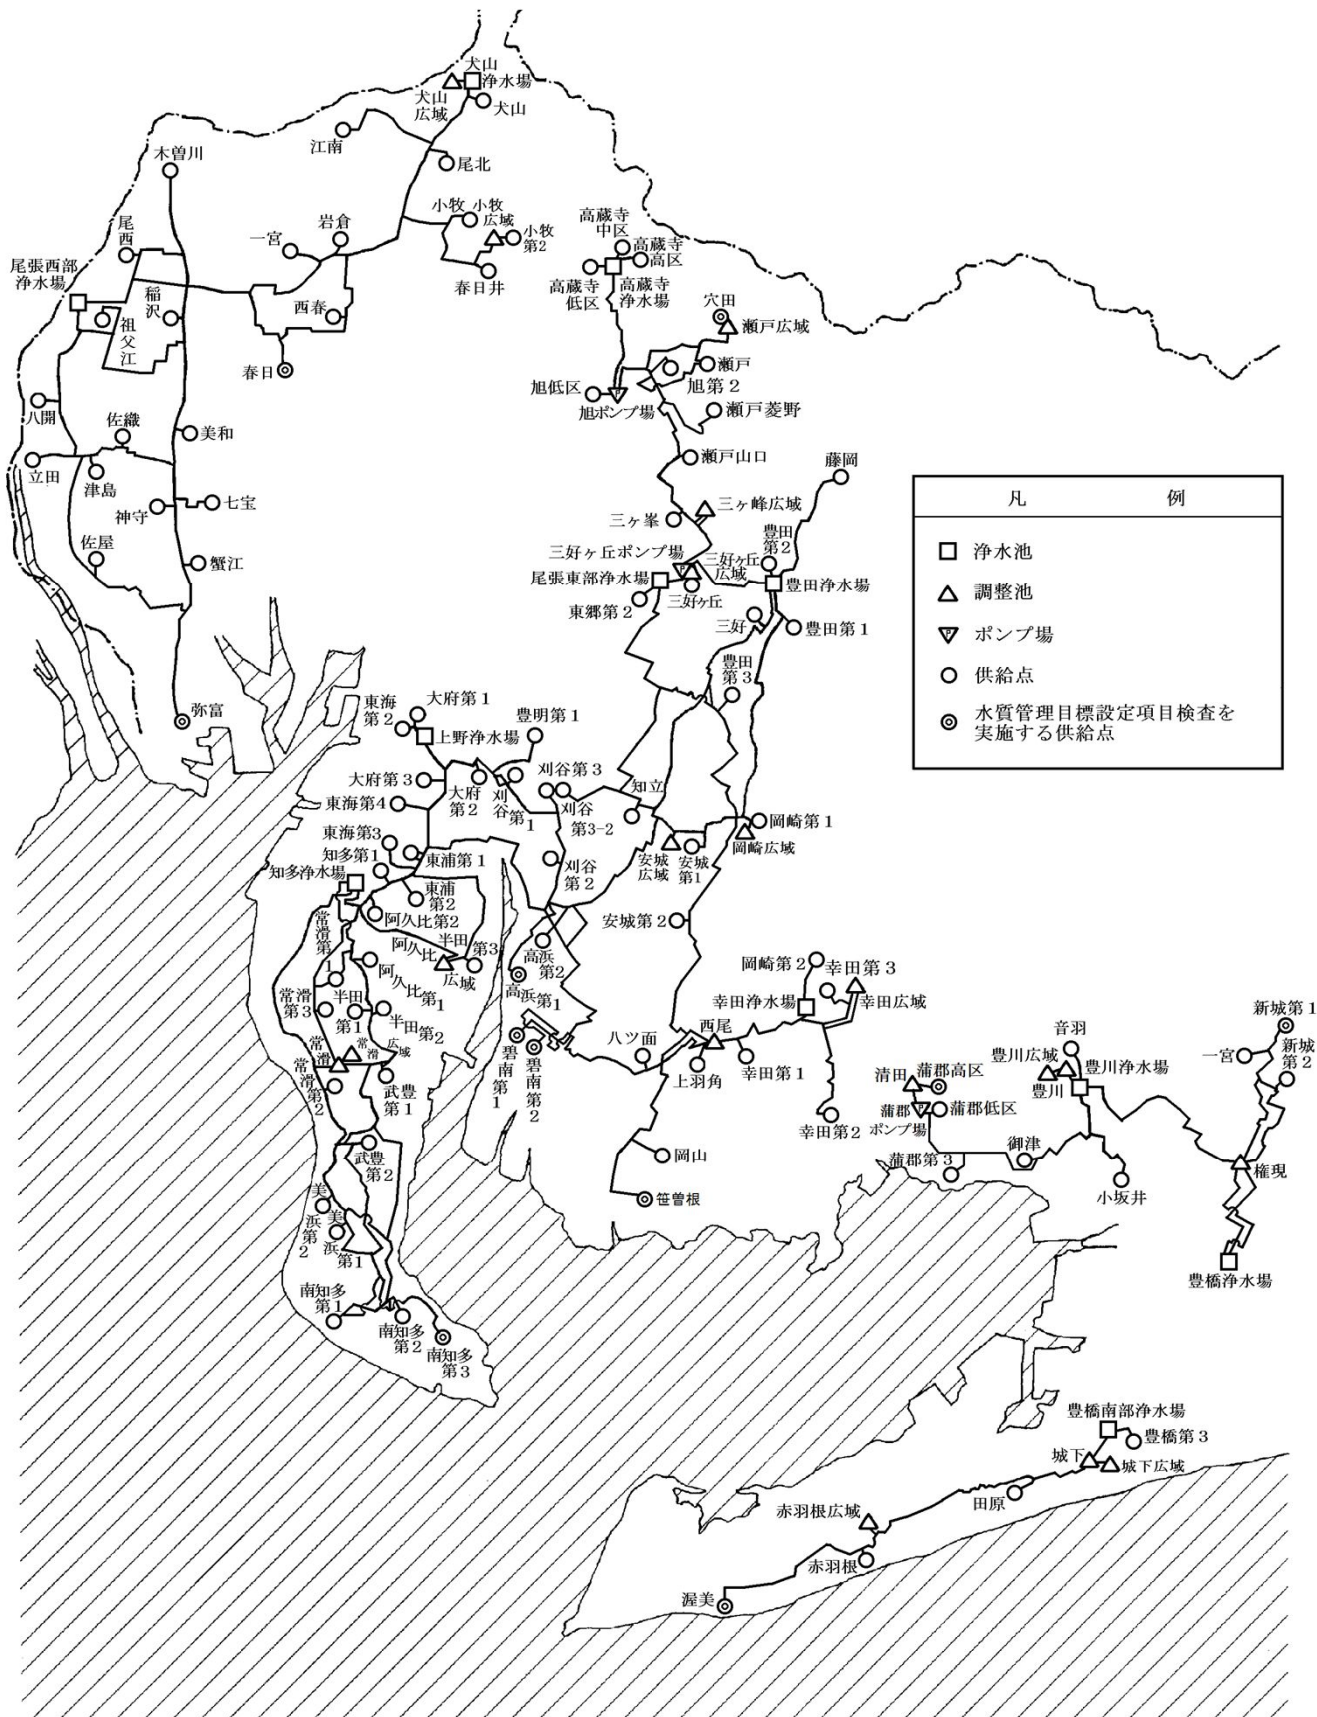 犬山
浄水場
犬山
広域
犬山
江南
尾北
木曽川
尾西
一宮
岩倉
小牧
小牧
広域
小牧
第2
春日井
尾張西部
浄水場
稲沢
祖父江
西春
春日
八開
佐織
美和
立田
津島
神守
七宝
佐屋
蟹江
弥富
高蔵寺
中区
高蔵寺
高区
高蔵寺
低区
高蔵寺
浄水場
穴田
瀬戸広域
瀬戸
旭第2
旭低区
旭ポンプ場
瀬戸菱野
瀬戸山口
藤岡
三ヶ峰広域
三ヶ峯
豊田
第2
三好ヶ丘ポンプ場
三好ヶ丘
広域
尾張東部浄水場
豊田浄水場
東郷第2
三好ヶ丘
三好
豊田第1
豊田
第3
凡 例
浄水池
調整池
P ポンプ場
供給点
水質管理目標設定項目検査を
実施する供給点
東海
第2
大府第1
上野浄水場
豊明第1
大府第3
大府
第2
刈谷
第1
刈谷第3
刈谷
第3-2
知立
東海第4
東海第3
知多第1
東浦第1
知多浄水場
東浦
第2
刈谷
第2
安城
広域
安城
第1
岡崎第1
岡崎広域
阿久比第2
常滑第1
阿久比
半田
第3
広域
阿久比第1
高浜
第2
高浜第1
安城第2
常滑
第3
半田
第1
半田第2
常滑
広域
常滑
常滑第2
武豊
第1
碧南第1
碧南第2
八ツ面
西尾
上羽角
幸田第1
岡崎第2
幸田第3
幸田浄水場
幸田広域
幸田第2
武豊
第2
美浜第2
美浜第1
岡山
笹曽根
南知多
第1
南知多
第2
南知多
第3
清田
蒲郡高区
蒲郡
ポンプ場
蒲郡低区
蒲郡第3
御津
音羽
豊川広域
豊川浄水場
豊川
小坂井
新城第1
一宮
新城
第2
権現
豊橋浄水場
豊橋南部浄水場
豊橋第3
城下
城下広域
田原
赤羽根広域
赤羽根
渥美